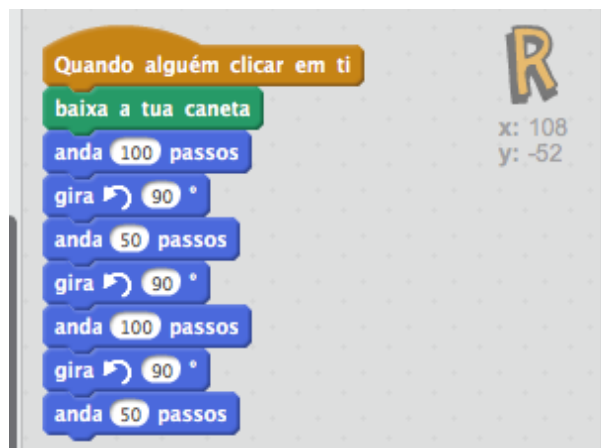 Quando alguém clicar em ti
baixa a tua caneta
anda 100 passos
gira 90 °
anda 50 passos
gira 90 °
anda 100 passos
gira 90 °
anda 50 passos
R
x: 108
y: -52